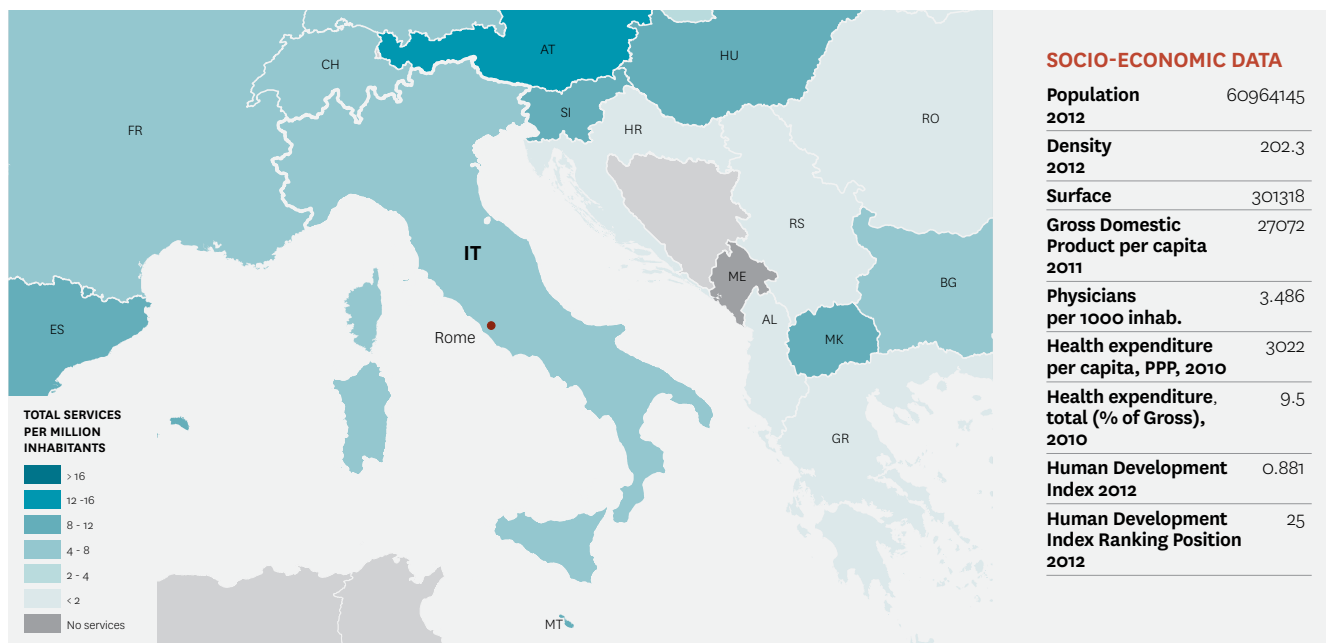 AT
HU
CH
SI
FR
HR
RO
RS
IT
ME
BG
AL
ES
Rome
MK
GR
MT
TOTAL SERVICES
PER MILLION
INHABITANTS
> 16
12 -16
8 - 12
4 - 8
2 - 4
< 2
No services
SOCIO-ECONOMIC DATA
Population 60964145
2012
Density 202.3
2012
Surface 301318
Gross Domestic 27072
Product per capita
2011
Physicians 3.486
per 1000 inhab.
Health expenditure 3022
per capita, PPP, 2010
Health expenditure, 9.5
total (% of Gross),
2010
Human Development 0.881
Index 2012
Human Development 25
Index Ranking Position
2012